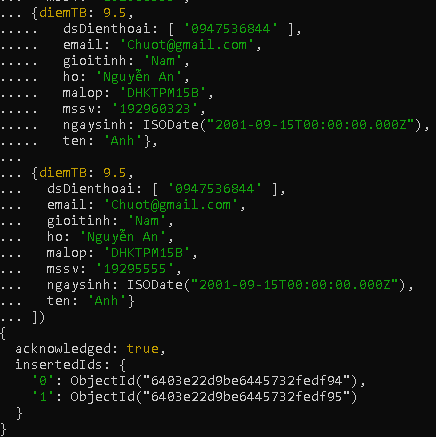 ..... {diemTB: 9.5,
..... dsDienthoai: [ '0947536844' ],
..... email: 'Chuot@gmail.com',
..... gioitinh: 'Nam',
..... ho: 'Nguyễn An',
..... malop: 'DHKTPM15B',
..... mssv: '192960323',
..... ngaysinh: ISODate("2001-09-15T00:00:00.000Z"),
..... ten: 'Anh'},
...
... {diemTB: 9.5,
... dsDienthoai: [ '0947536844' ],
... email: 'Chuot@gmail.com',
... gioitinh: 'Nam',
... ho: 'Nguyễn An',
... malop: 'DHKTPM15B',
... mssv: '19295555',
... ngaysinh: ISODate("2001-09-15T00:00:00.000Z"),
... ten: 'Anh'}
... ])
{
acknowledged: true,
insertedIds: {
'0': ObjectId("6403e22d9be6445732fedf94"),
'1': ObjectId("6403e22d9be6445732fedf95")
}
}